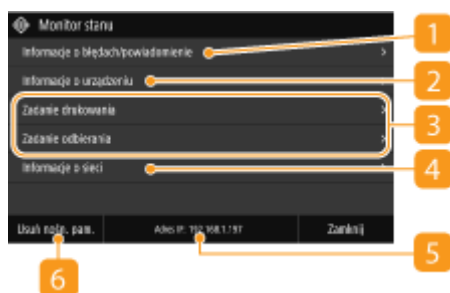 Monitor stanu
1
Informacje o błędach/powiadomienie
Informacje o urządzeniu
2
Zadanie drukowania
3
Zadanie odbierania
Informacje o sieci
4
Usuń nośn. pam.
Adres IP: 192.168.1.197
Zamknij
5
6